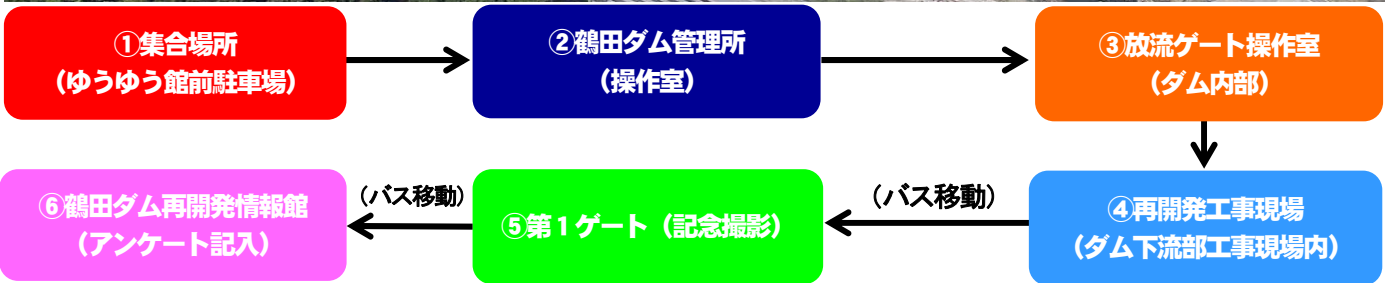 ①集合場所
（ゆうゆう館前駐車場）
②鶴田ダム管理所
（操作室）
③放流ゲート操作室
（ダム内部）
④再開発工事現場
（ダム下流部工事現場内）
（バス移動）
⑤第１ゲート（記念撮影）
（バス移動）
⑥鶴田ダム再開発情報館
（アンケート記入）